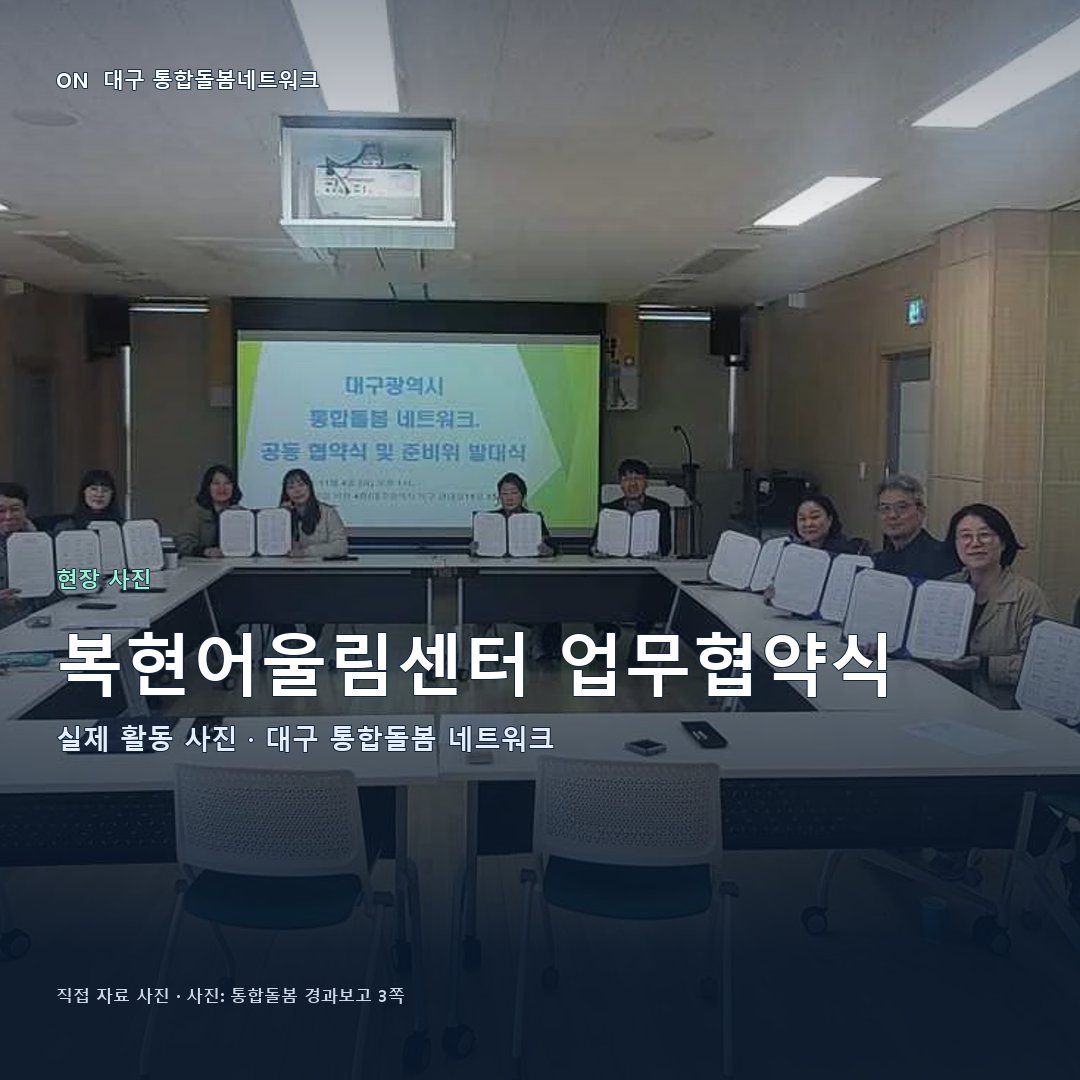 ON 대구 통합돌봄네트워크
대구광역시
통합돌봄 네트워크
공동 협약식 및 준비위 발대식
현장 사진
복현어울림센터 업무협약식
실제 활동 사진 · 대구 통합돌봄 네트워크
직접 자료 사진 · 사진: 통합돌봄 경과보고 3쪽